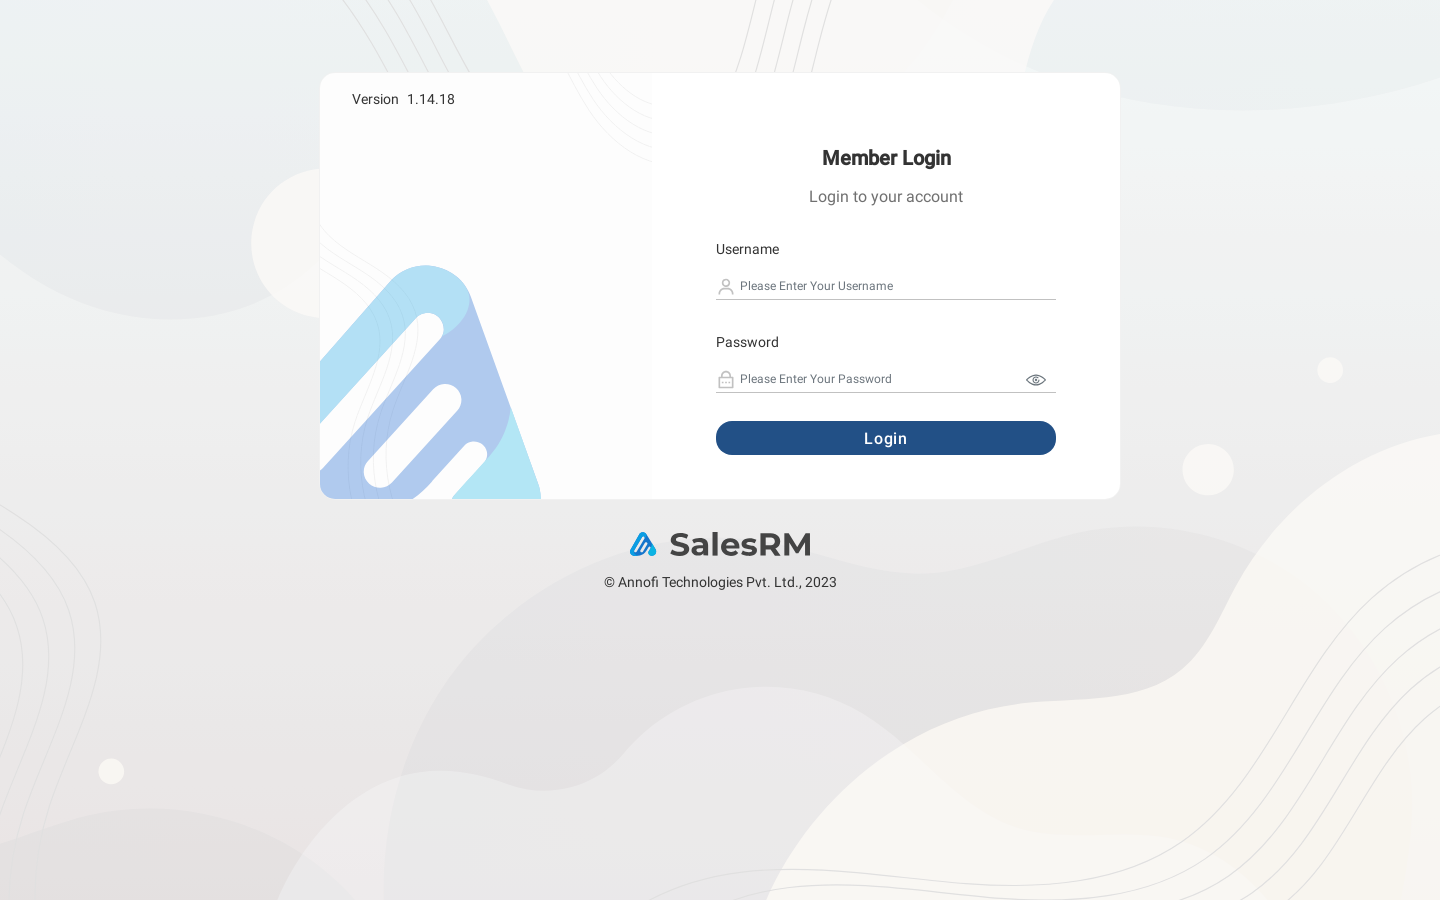 Version 1.14.18
Member Login
Login to your account
Username
Please Enter Your Username
Password
Please Enter Your Password
Login
SalesRM
© Annofi Technologies Pvt. Ltd., 2023